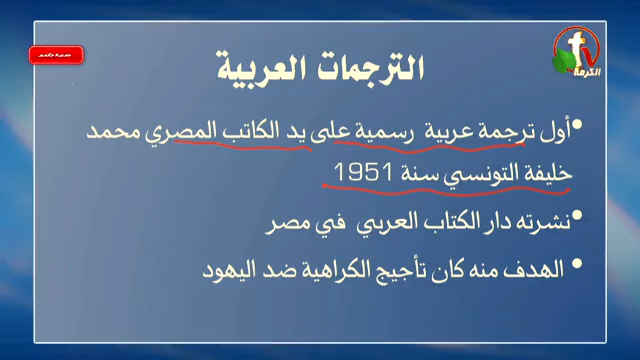 الترجمات العربية
•أول ترجمة عربية رسمية على يد الكاتب المصري محمد
خليفة التونسي سنة 1951
•نشرته دار الكتاب العربي في مصر
•الهدف منه كان تأجيج الكراهية ضد اليهود
tv
الكرمة